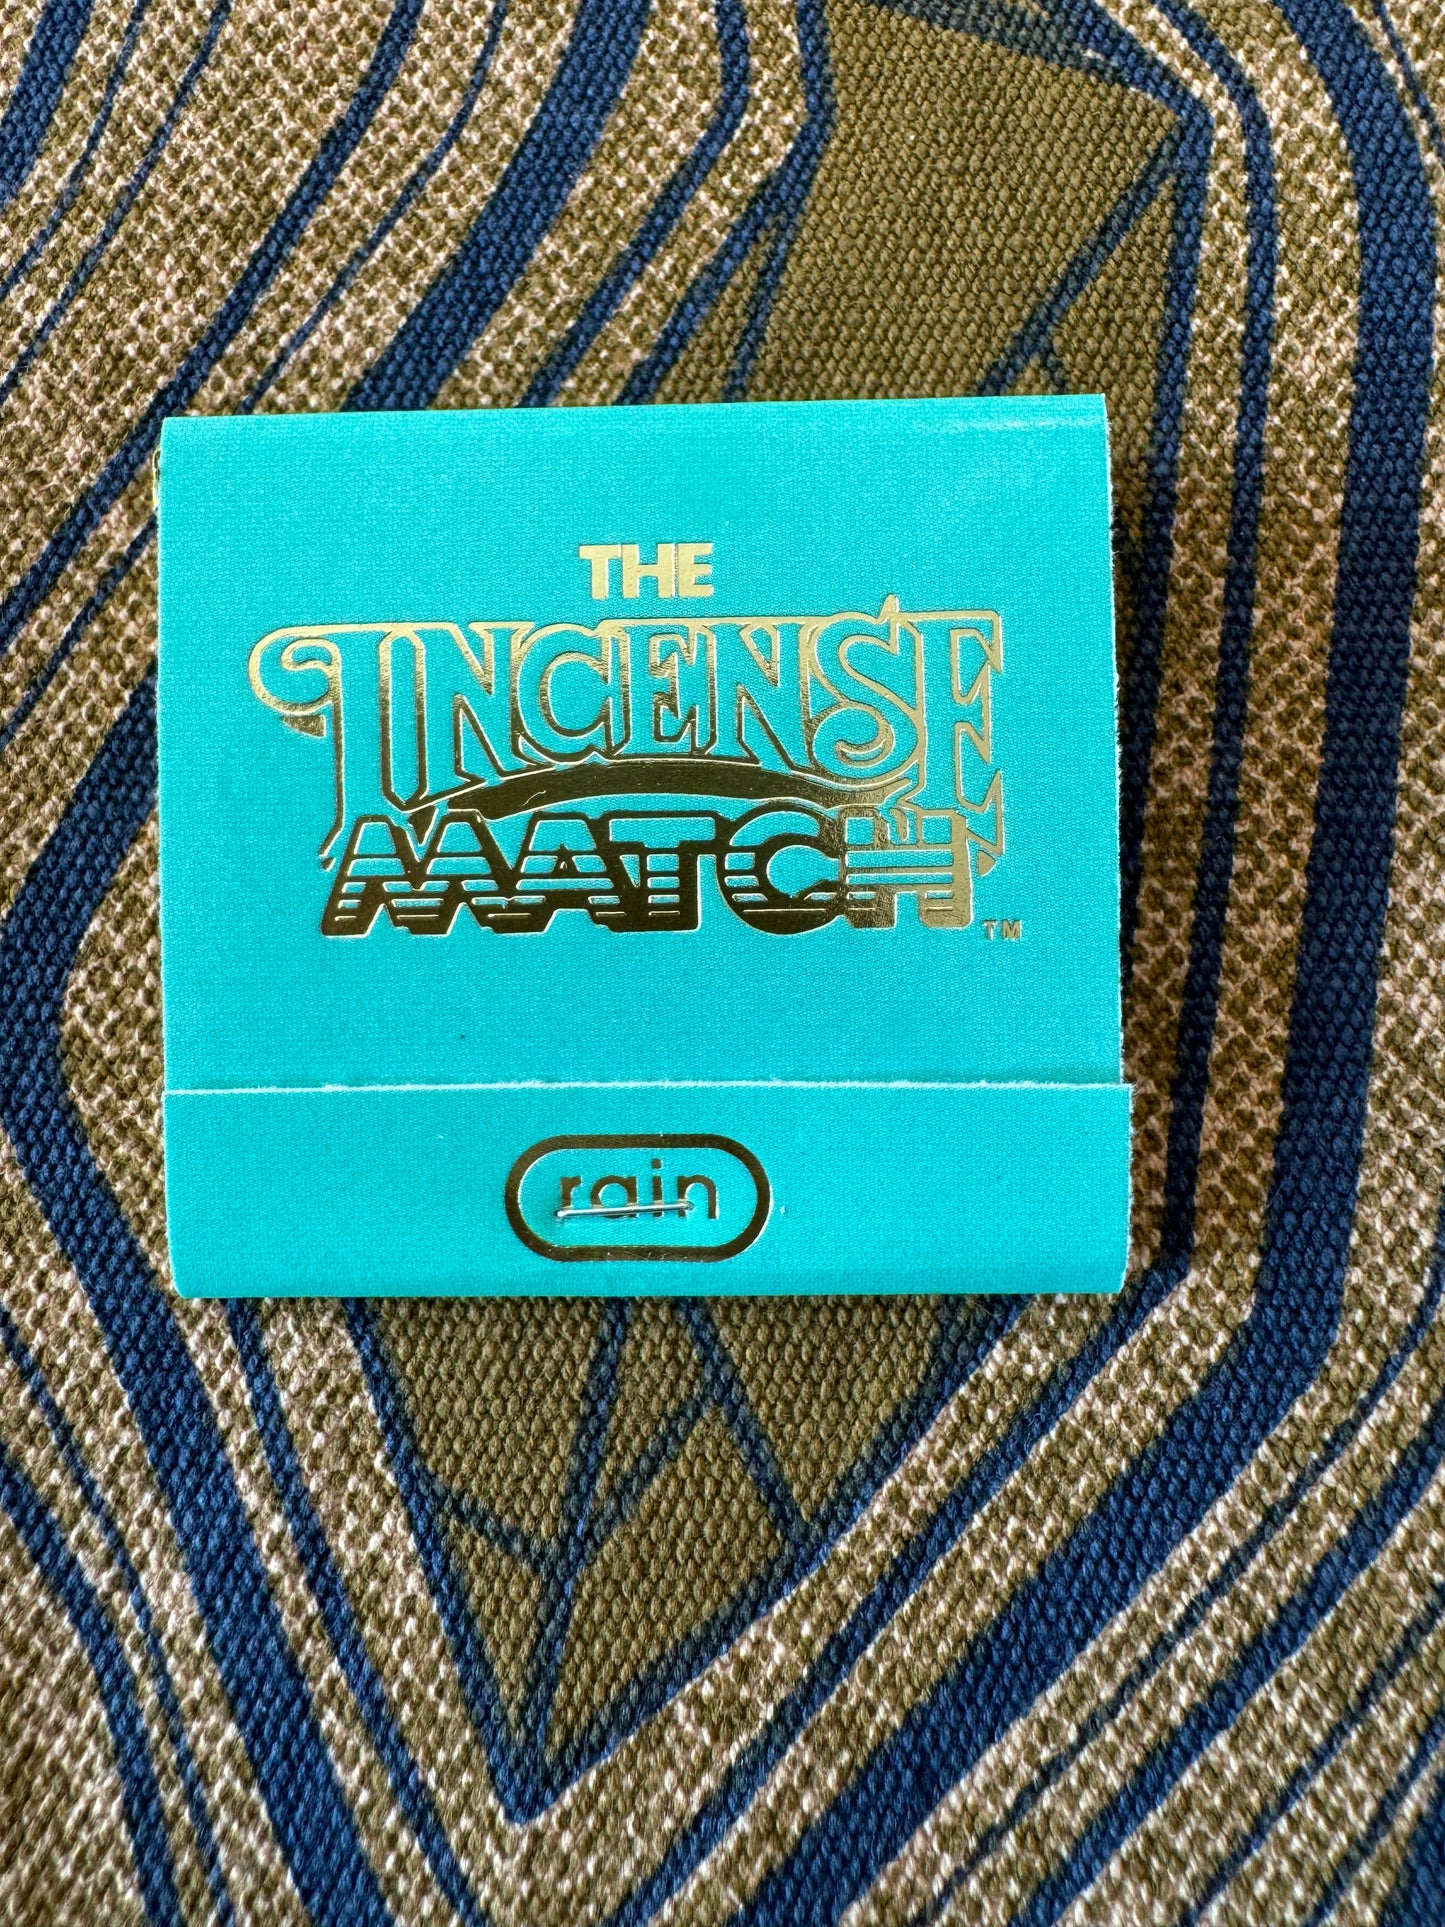 THE
INCENSE
MATCH TM
rain